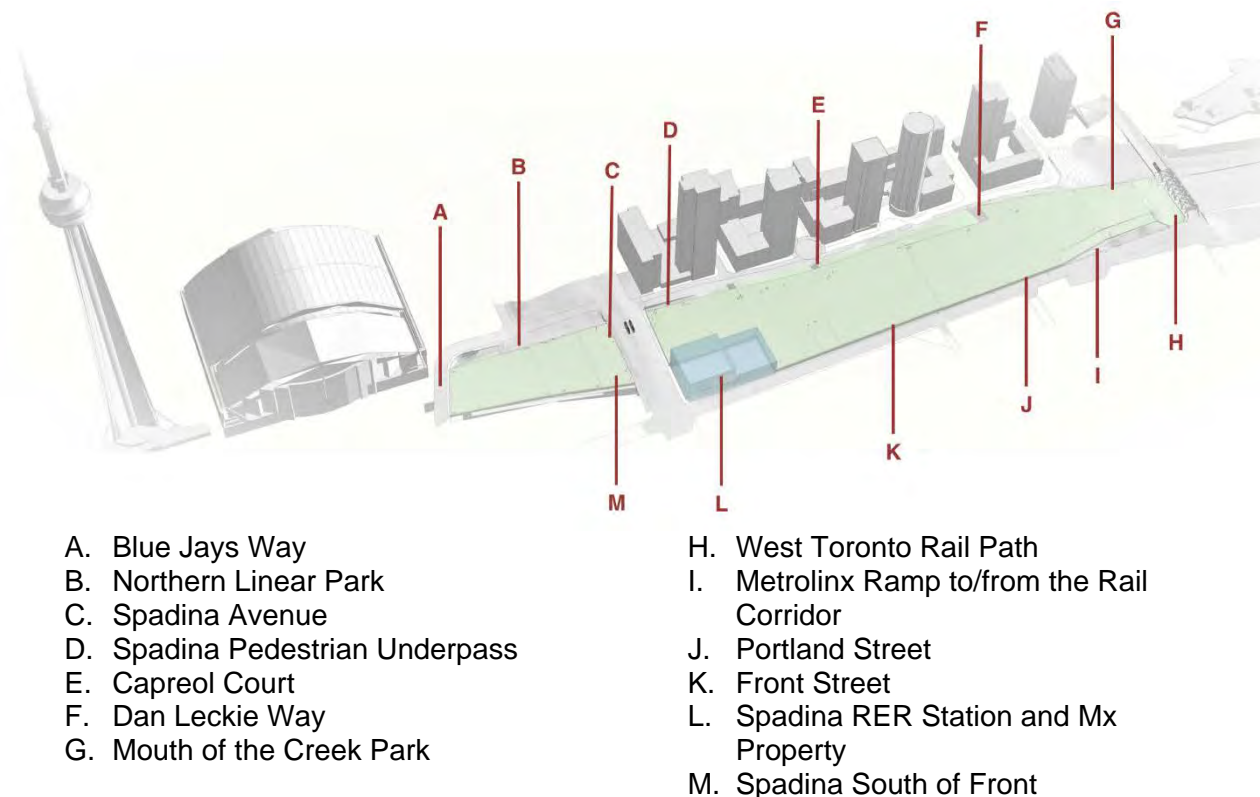 F
G
E
D
B
C
A
H
I
J
K
M
L
A. Blue Jays Way
B. Northern Linear Park
C. Spadina Avenue
D. Spadina Pedestrian Underpass
E. Capreol Court
F. Dan Leckie Way
G. Mouth of the Creek Park
H. West Toronto Rail Path
I. Metrolinx Ramp to/from the Rail
Corridor
J. Portland Street
K. Front Street
L. Spadina RER Station and Mx
Property
M. Spadina South of Front